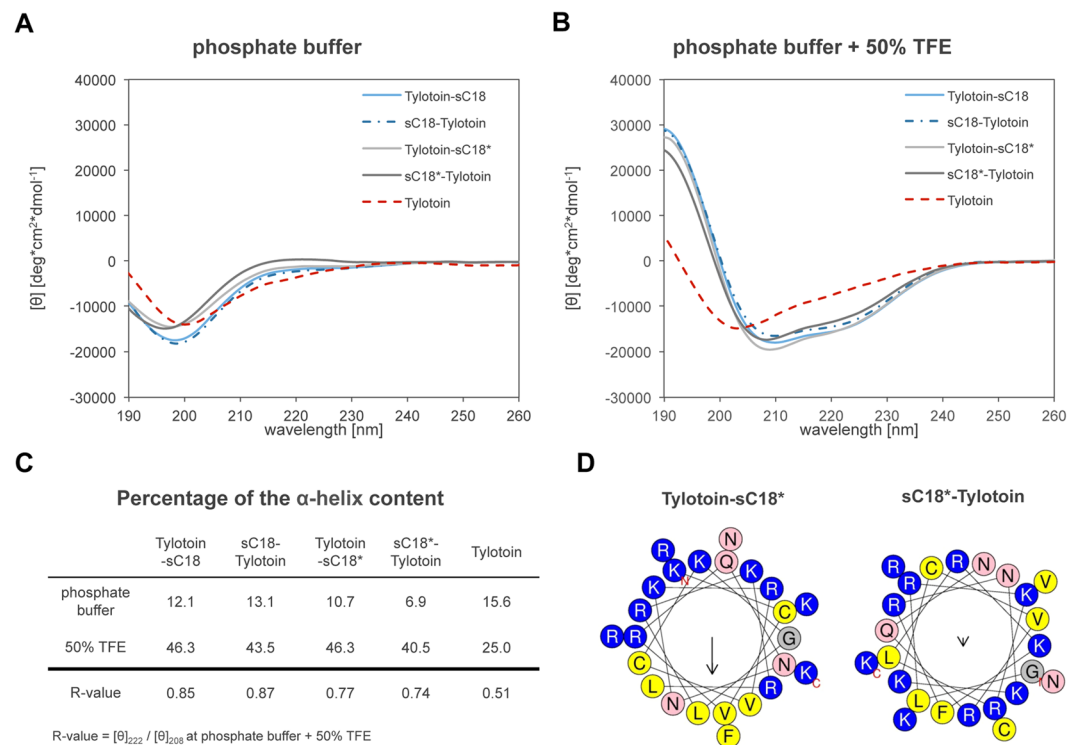 A
phosphate buffer
40000
30000
20000
10000
0
-10000
-20000
-30000
[θ] [deg*cm2*dmol-1]
190 200 210 220 230 240 250 260
wavelength [nm]
Tylotoin-sC18
sC18-Tylotoin
Tylotoin-sC18*
sC18*-Tylotoin
Tylotoin
B
phosphate buffer + 50% TFE
40000
30000
20000
10000
0
-10000
-20000
-30000
[θ] [deg*cm2*dmol-1]
190 200 210 220 230 240 250 260
wavelength [nm]
Tylotoin-sC18
sC18-Tylotoin
Tylotoin-sC18*
sC18*-Tylotoin
Tylotoin
C
Percentage of the α-helix content
Tylotoin sC18- Tylotoin sC18*- Tylotoin
-sC18 Tylotoin -sC18* Tylotoin
phosphate
buffer
12.1 13.1 10.7 6.9 15.6
50% TFE 46.3 43.5 46.3 40.5 25.0
R-value 0.85 0.87 0.77 0.74 0.51
R-value = [θ]222 / [θ]208 at phosphate buffer + 50% TFE
D
Tylotoin-sC18*
N
R K Q
K N K
K R
R C K
R R G
C N K
C
L R
N L V V
F
sC18*-Tylotoin
R C R N
R N V
R K
Q V
K L K
C
K G N
K L K
F R R C